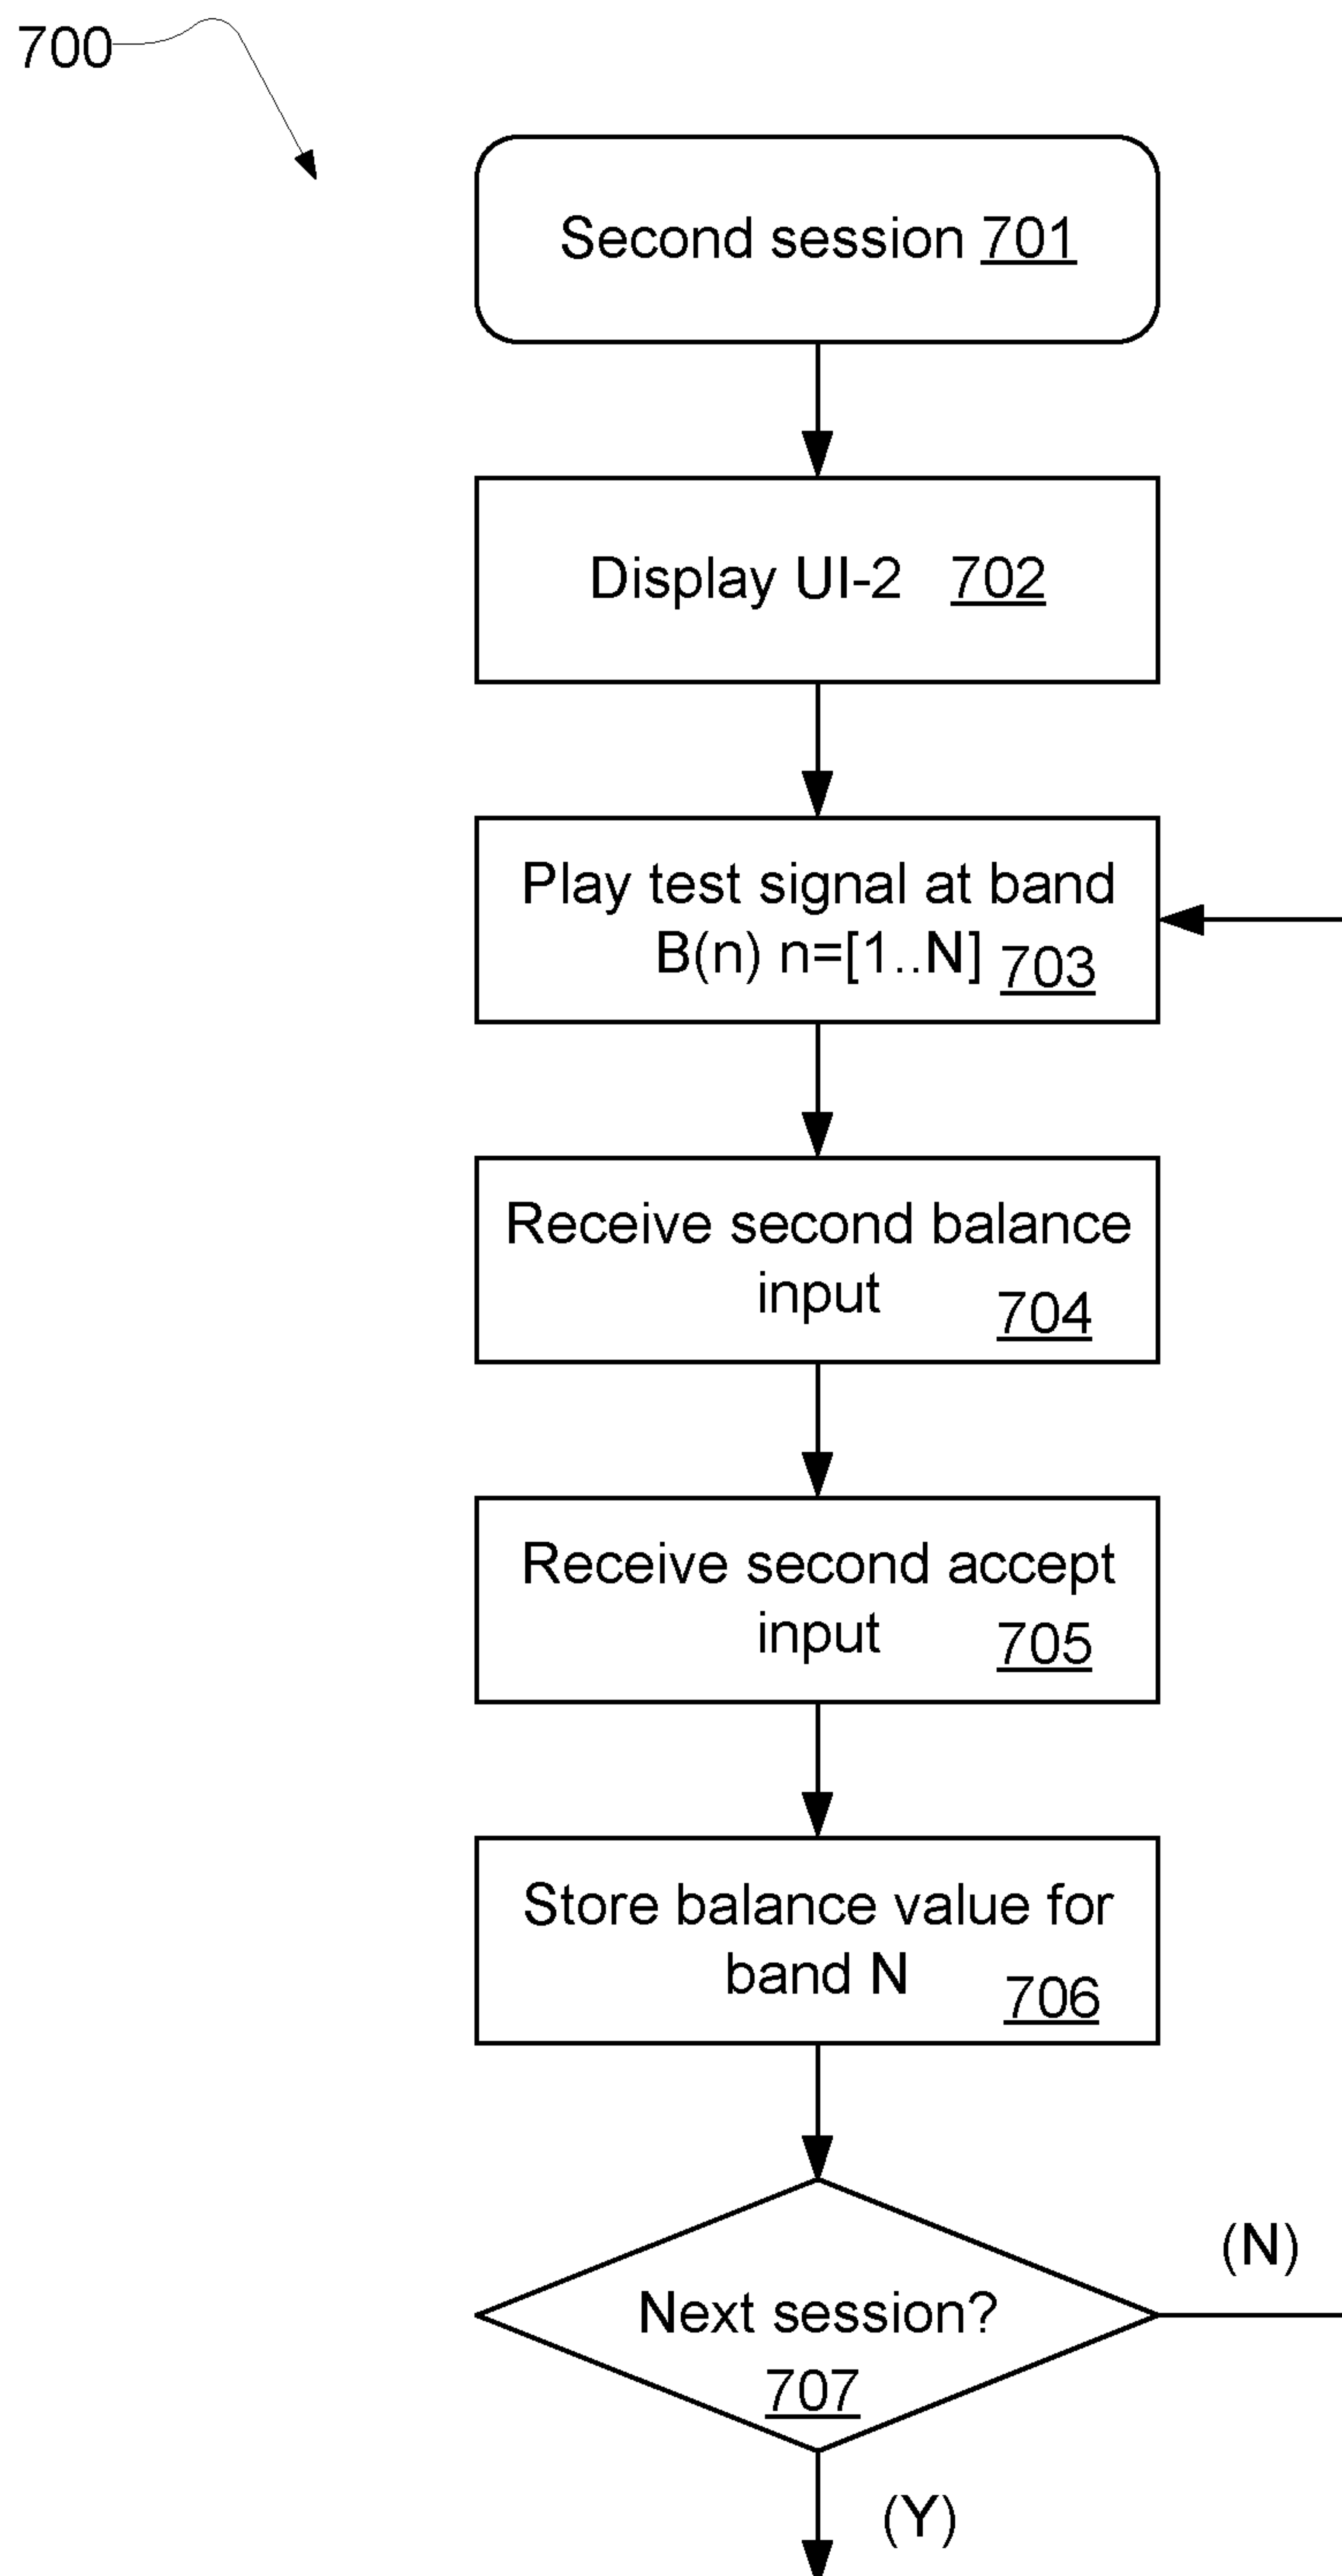 700
Second session 701
Display UI-2 702
Play test signal at band
B(n) n=[1..N] 703
Receive second balance
input 704
Receive second accept
input 705
Store balance value for
band N 706
(N)
Next session?
707
(Y)